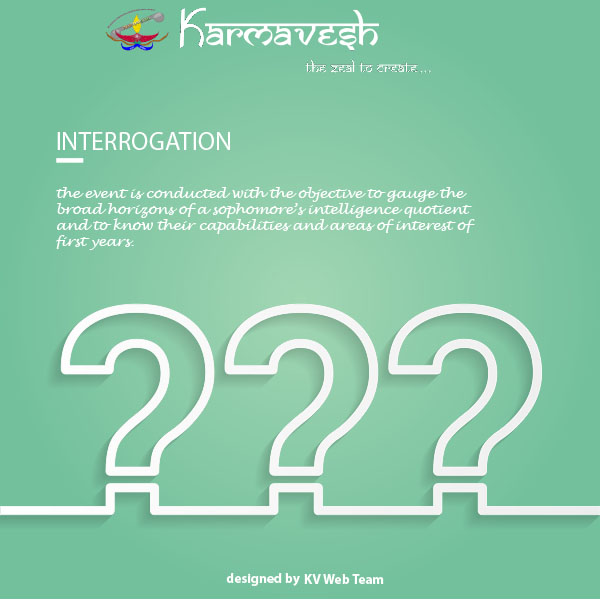 Karmavesh
the zeal to create...
INTERROGATION
the event is conducted with the objective to gauge the
broad horizons of a sophomore's intelligence quotient
and to know their capabilities and areas of interest of
first years.
???
designed by KV Web Team